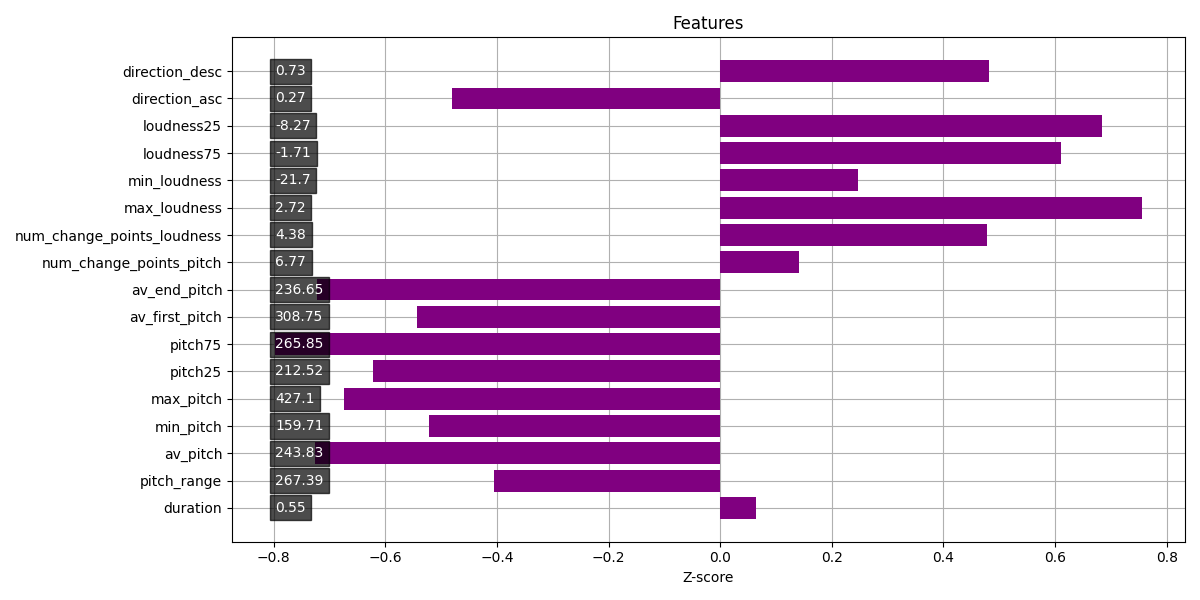 Features
direction_desc 0.73
direction_asc 0.27
loudness25 -8.27
loudness75 -1.71
min_loudness -21.7
max_loudness 2.72
num_change_points_loudness 4.38
num_change_points_pitch 6.77
av_end_pitch 236.65
av_first_pitch 308.75
pitch75 265.85
pitch25 212.52
max_pitch 427.1
min_pitch 159.71
av_pitch 243.83
pitch_range 267.39
duration 0.55
−0.8 −0.6 −0.4 −0.2 0.0 0.2 0.4 0.6 0.8
Z-score